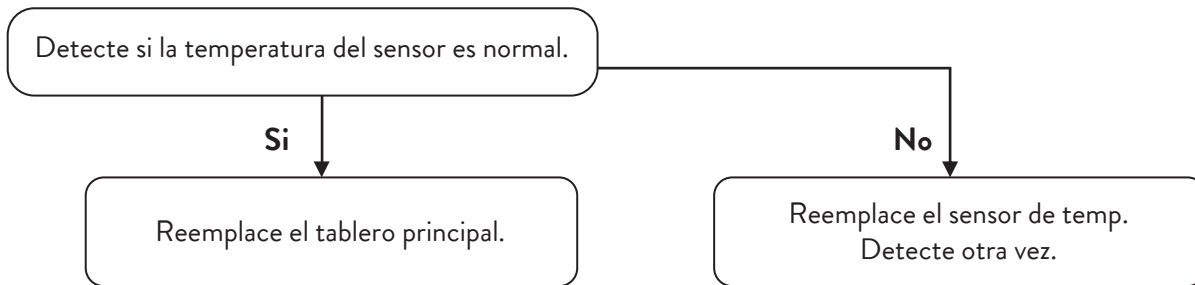 Detecte si la temperatura del sensor es normal.
Si
No
Reemplace el tablero principal.
Reemplace el sensor de temp.
Detecte otra vez.